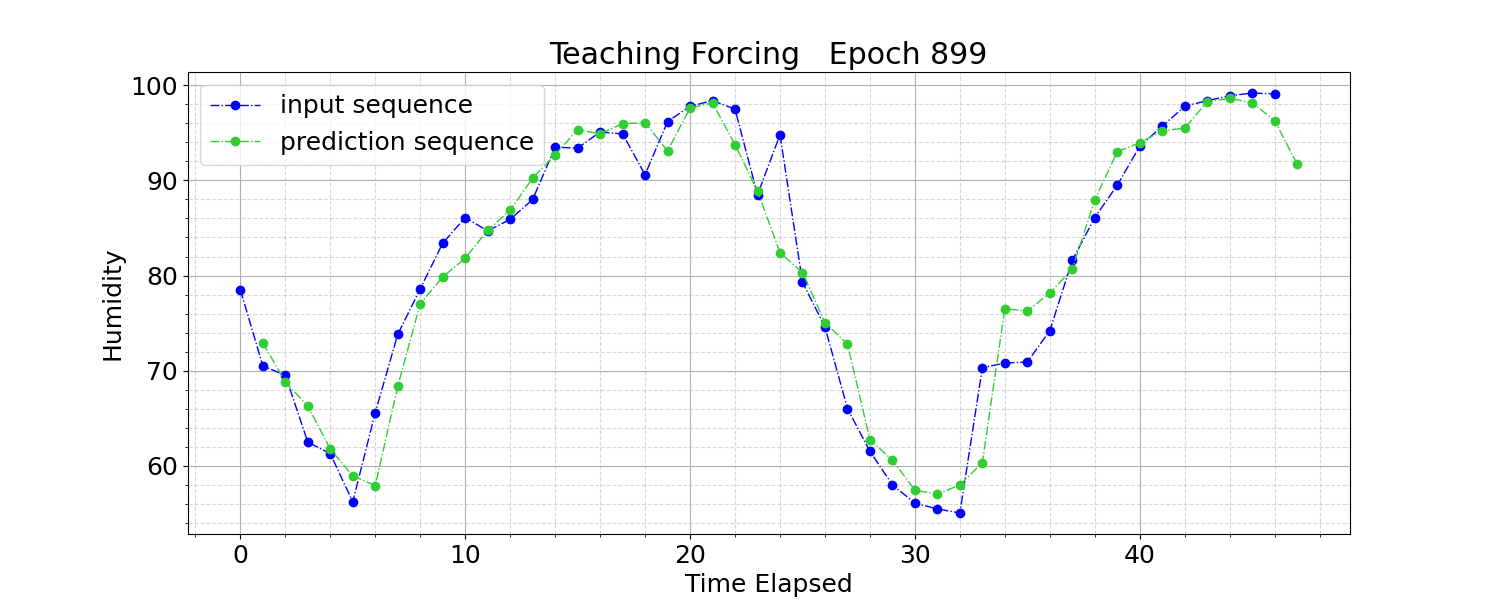 Teaching Forcing   Epoch 899
100
90
80
70
60
input sequence
prediction sequence
Humidity
0 10 20 30 40
Time Elapsed